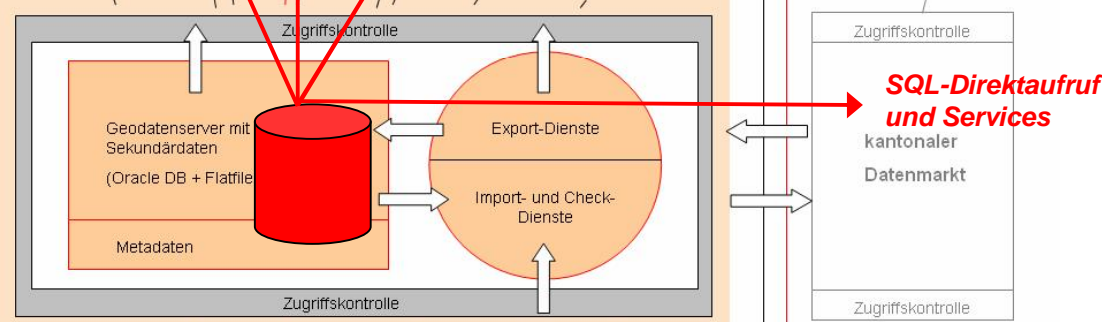 Zugriffskontrolle
Zugriffskontrolle
SQL-Direktaufruf
und Services
Geodatenserver mit
Sekundärdaten
(Oracle DB + Flatfile
Export-Dienste
kantonaler
Datenmarkt
Import- und Check-
Dienste
Metadaten
Zugriffskontrolle
Zugriffskontrolle